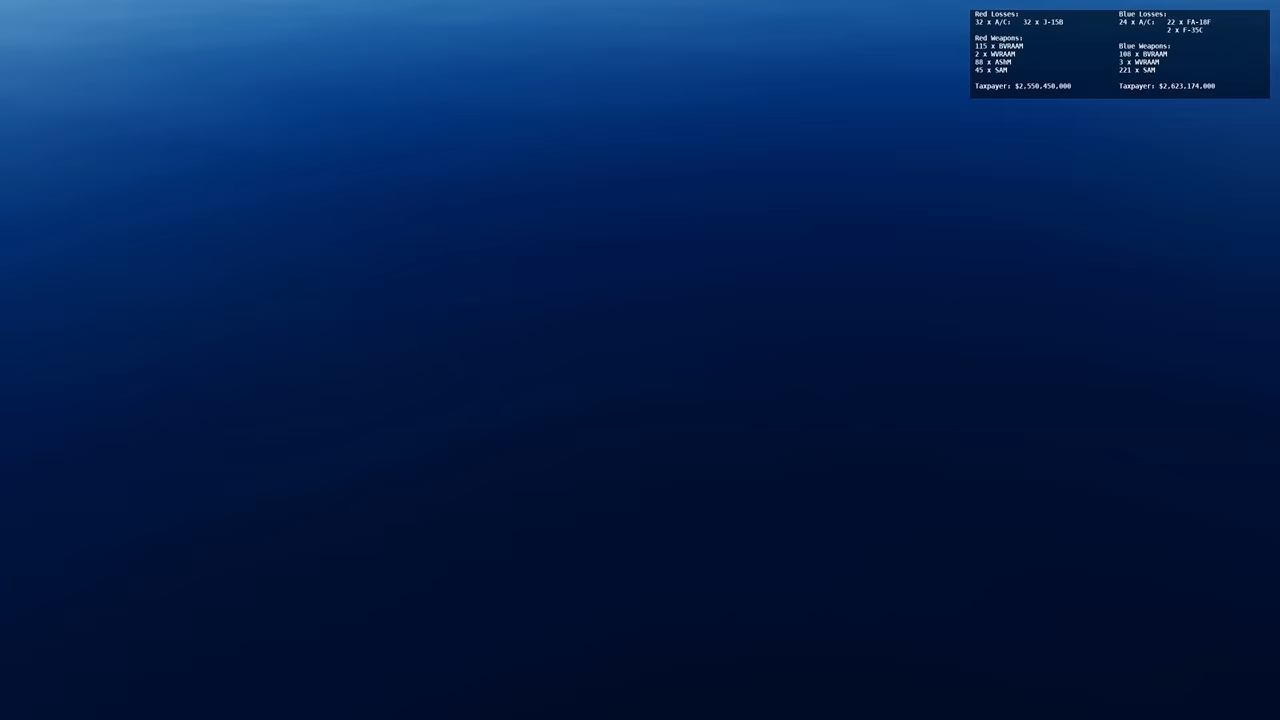 Red Losses:
32 x A/C: 32 x J-15B
Red Weapons:
115 x BVRAAM
2 x WVRAAM
88 x AShM
45 x SAM
Taxpayer: $2,550,450,000
Blue Losses:
24 x A/C: 22 x FA-18F
2 x F-35C
Blue Weapons:
108 x BVRAAM
3 x WVRAAM
221 x SAM
Taxpayer: $2,623,174,000